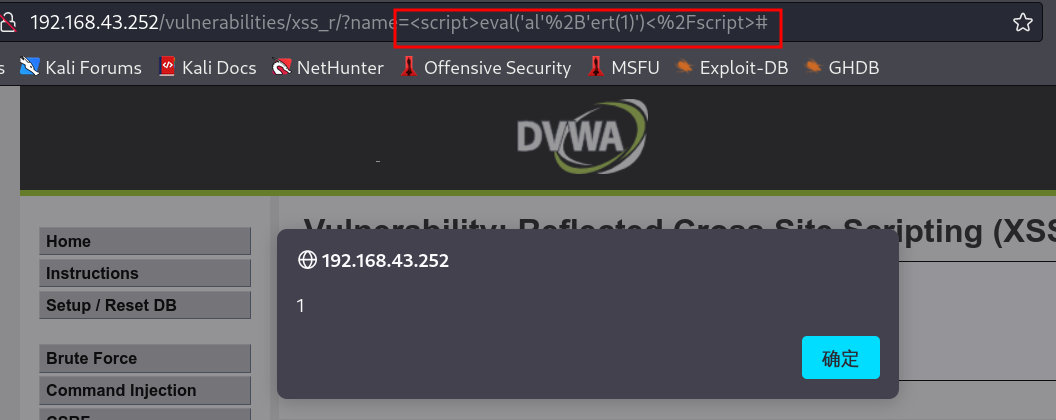 192.168.43.252/vulnerabilities/xss_r/?name=<script>eval('al'%2B'ert(1)')<%2Fscript>#
s Kali Forums Kali Docs NetHunter Offensive Security MSFU Exploit-DB GHDB
DVWA
Vulnerability: Reflected Cross Site Scripting (XSS
Home
192.168.43.252
Instructions
1
Setup / Reset DB
确定
Brute Force
Command Injection
CSRF